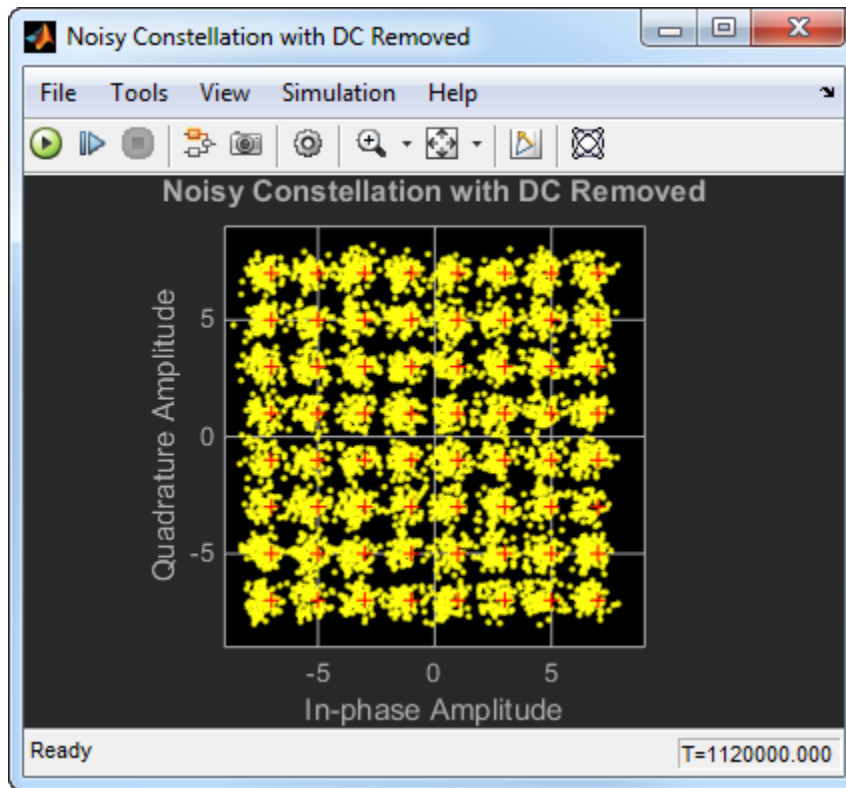 Noisy Constellation with DC Removed
File Tools View Simulation Help
Noisy Constellation with DC Removed
Quadrature Amplitude
5
0
-5
-5 0 5
In-phase Amplitude
Ready T=1120000.000